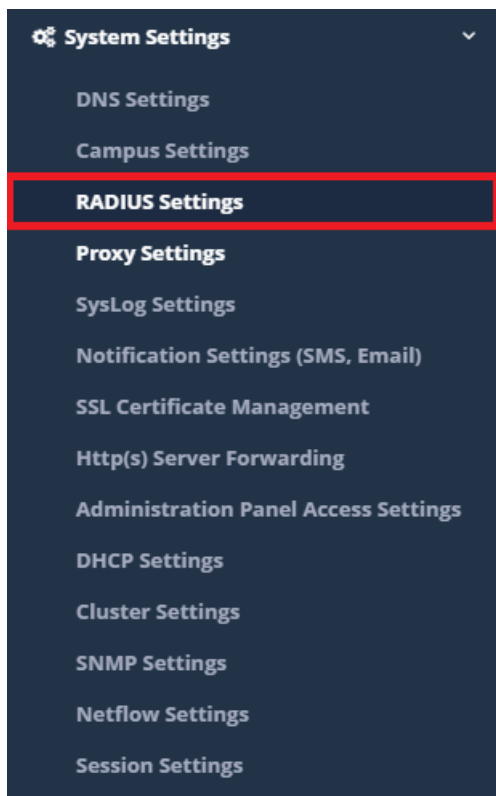 System Settings
DNS Settings
Campus Settings
RADIUS Settings
Proxy Settings
SysLog Settings
Notification Settings (SMS, Email)
SSL Certificate Management
Http(s) Server Forwarding
Administration Panel Access Settings
DHCP Settings
Cluster Settings
SNMP Settings
Netflow Settings
Session Settings